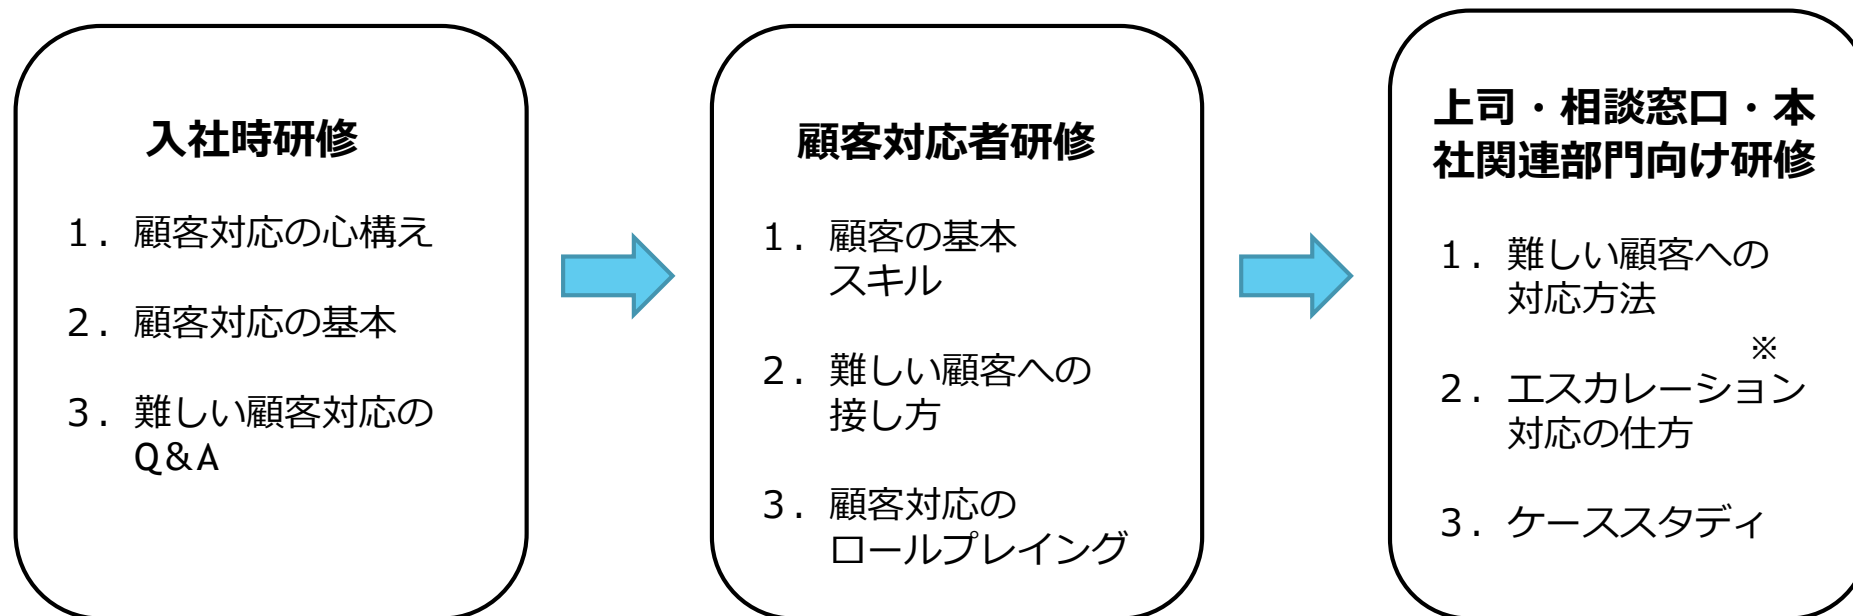 入社時研修
１．顧客対応の心構え
２．顧客対応の基本
３．難しい顧客対応の
Q&A
顧客対応者研修
１．顧客の基本
スキル
２．難しい顧客への
接し方
３．顧客対応の
ロールプレイング
上司・相談窓口・本
社関連部門向け研修
１．難しい顧客への
対応方法
※
２．エスカレーション
対応の仕方
３．ケーススタディ